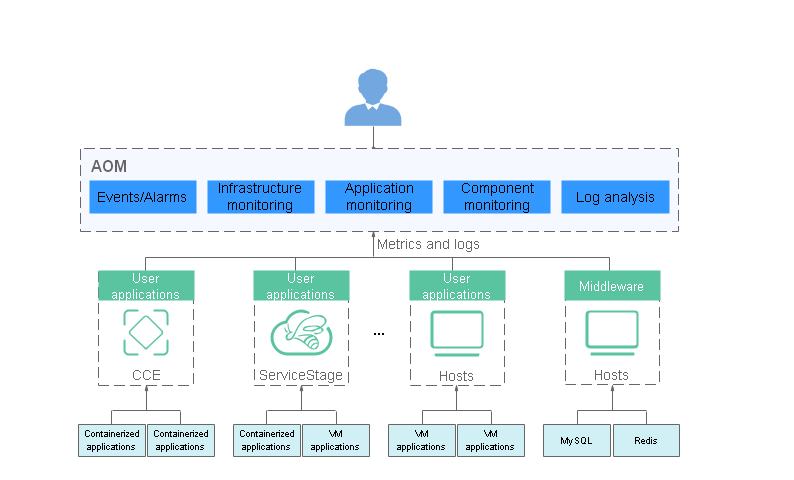 AOM
Events/Alarms
Infrastructure
monitoring
Application
monitoring
Component
monitoring
Log analysis
Metrics and logs
User
applications
User
applications
User
applications
Middleware
...
CCE
ServiceStage
Hosts
Hosts
Containerized
applications
Containerized
applications
Containerized
applications
VM
applications
VM
applications
VM
applications
MySQL
Redis